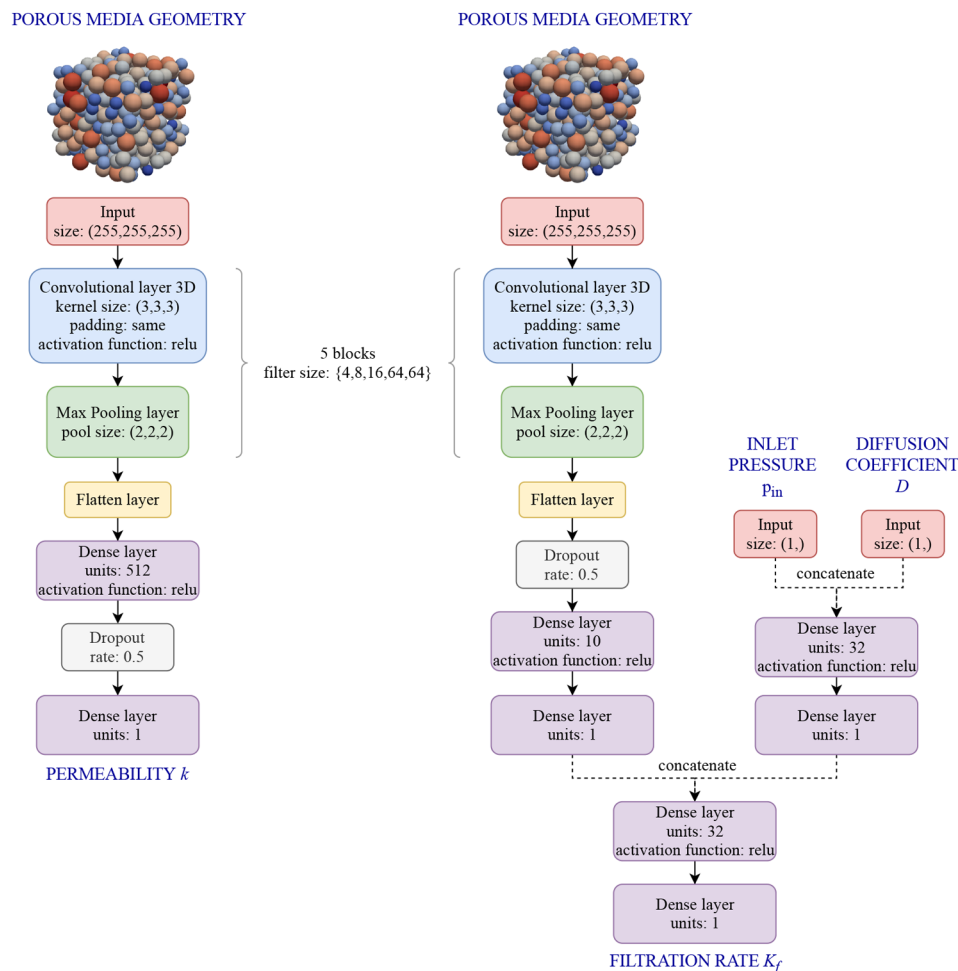 POROUS MEDIA GEOMETRY
Input
size: (255,255,255)
Convolutional layer 3D
kernel size: (3,3,3)
padding: same
activation function: relu
Max Pooling layer
pool size: (2,2,2)
Flatten layer
Dense layer
units: 512
activation function: relu
Dropout
rate: 0.5
Dense layer
units: 1
PERMEABILITY k
5 blocks
filter size: {4,8,16,64,64}
POROUS MEDIA GEOMETRY
Input
size: (255,255,255)
Convolutional layer 3D
kernel size: (3,3,3)
padding: same
activation function: relu
Max Pooling layer
pool size: (2,2,2)
Flatten layer
Dropout
rate: 0.5
Dense layer
units: 10
activation function: relu
Dense layer
units: 1
INLET
PRESSURE
p_in
Input
size: (1,)
DIFFUSION
COEFFICIENT
D
Input
size: (1,)
concatenate
Dense layer
units: 32
activation function: relu
Dense layer
units: 1
concatenate
Dense layer
units: 32
activation function: relu
Dense layer
units: 1
FILTRATION RATE K_f